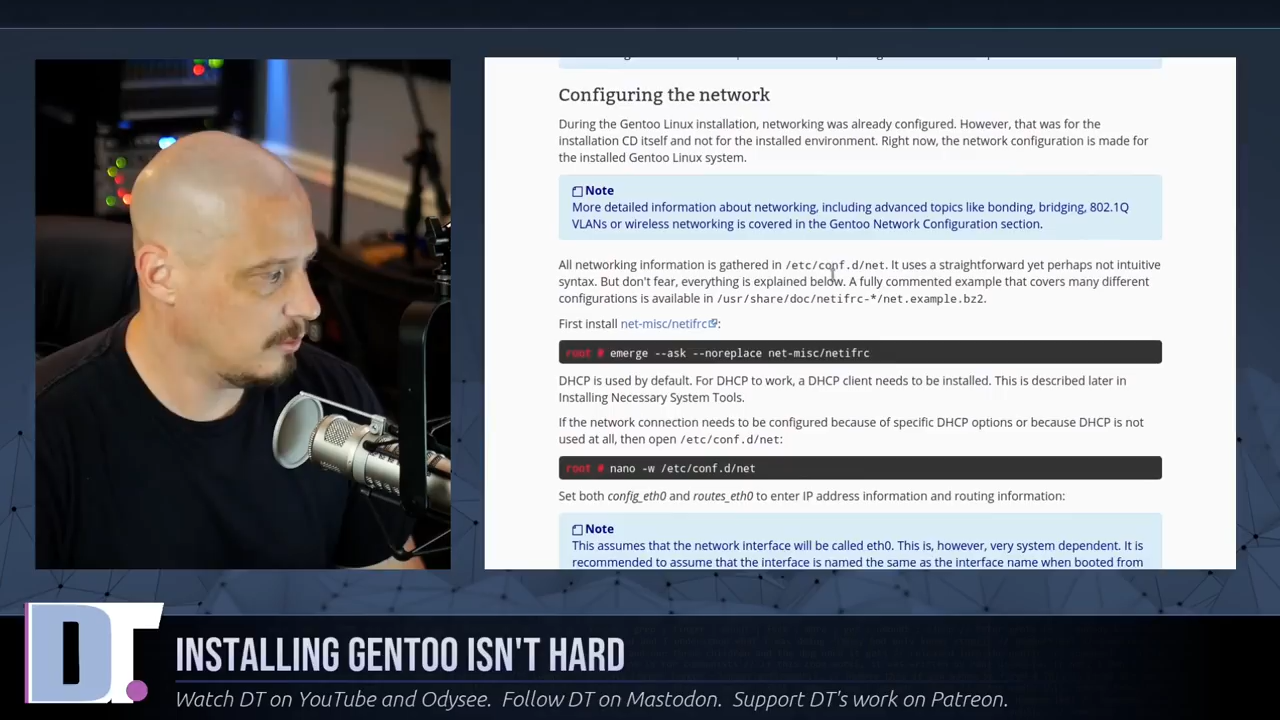 Configuring the network
During the Gentoo Linux installation, networking was already configured. However, that was for the
installation CD itself and not for the installed environment. Right now, the network configuration is made for
the installed Gentoo Linux system.
Note
More detailed information about networking, including advanced topics like bonding, bridging, 802.1Q
VLANs or wireless networking is covered in the Gentoo Network Configuration section.
All networking information is gathered in /etc/conf.d/net. It uses a straightforward yet perhaps not intuitive
syntax. But don't fear, everything is explained below. A fully commented example that covers many different
configurations is available in /usr/share/doc/netifrc-*/net.example.bz2.
First install net-misc/netifrc:
root # emerge --ask --noreplace net-misc/netifrc
DHCP is used by default. For DHCP to work, a DHCP client needs to be installed. This is described later in
Installing Necessary System Tools.
If the network connection needs to be configured because of specific DHCP options or because DHCP is not
used at all, then open /etc/conf.d/net:
root # nano -w /etc/conf.d/net
Set both config_eth0 and routes_eth0 to enter IP address information and routing information:
Note
This assumes that the network interface will be called eth0. This is, however, very system dependent. It is
recommended to assume that the interface is named the same as the interface name when booted from
DT.
INSTALLING GENTOO ISN'T HARD
Watch DT on YouTube and Odysee. Follow DT on Mastodon. Support DT's work on Patreon.